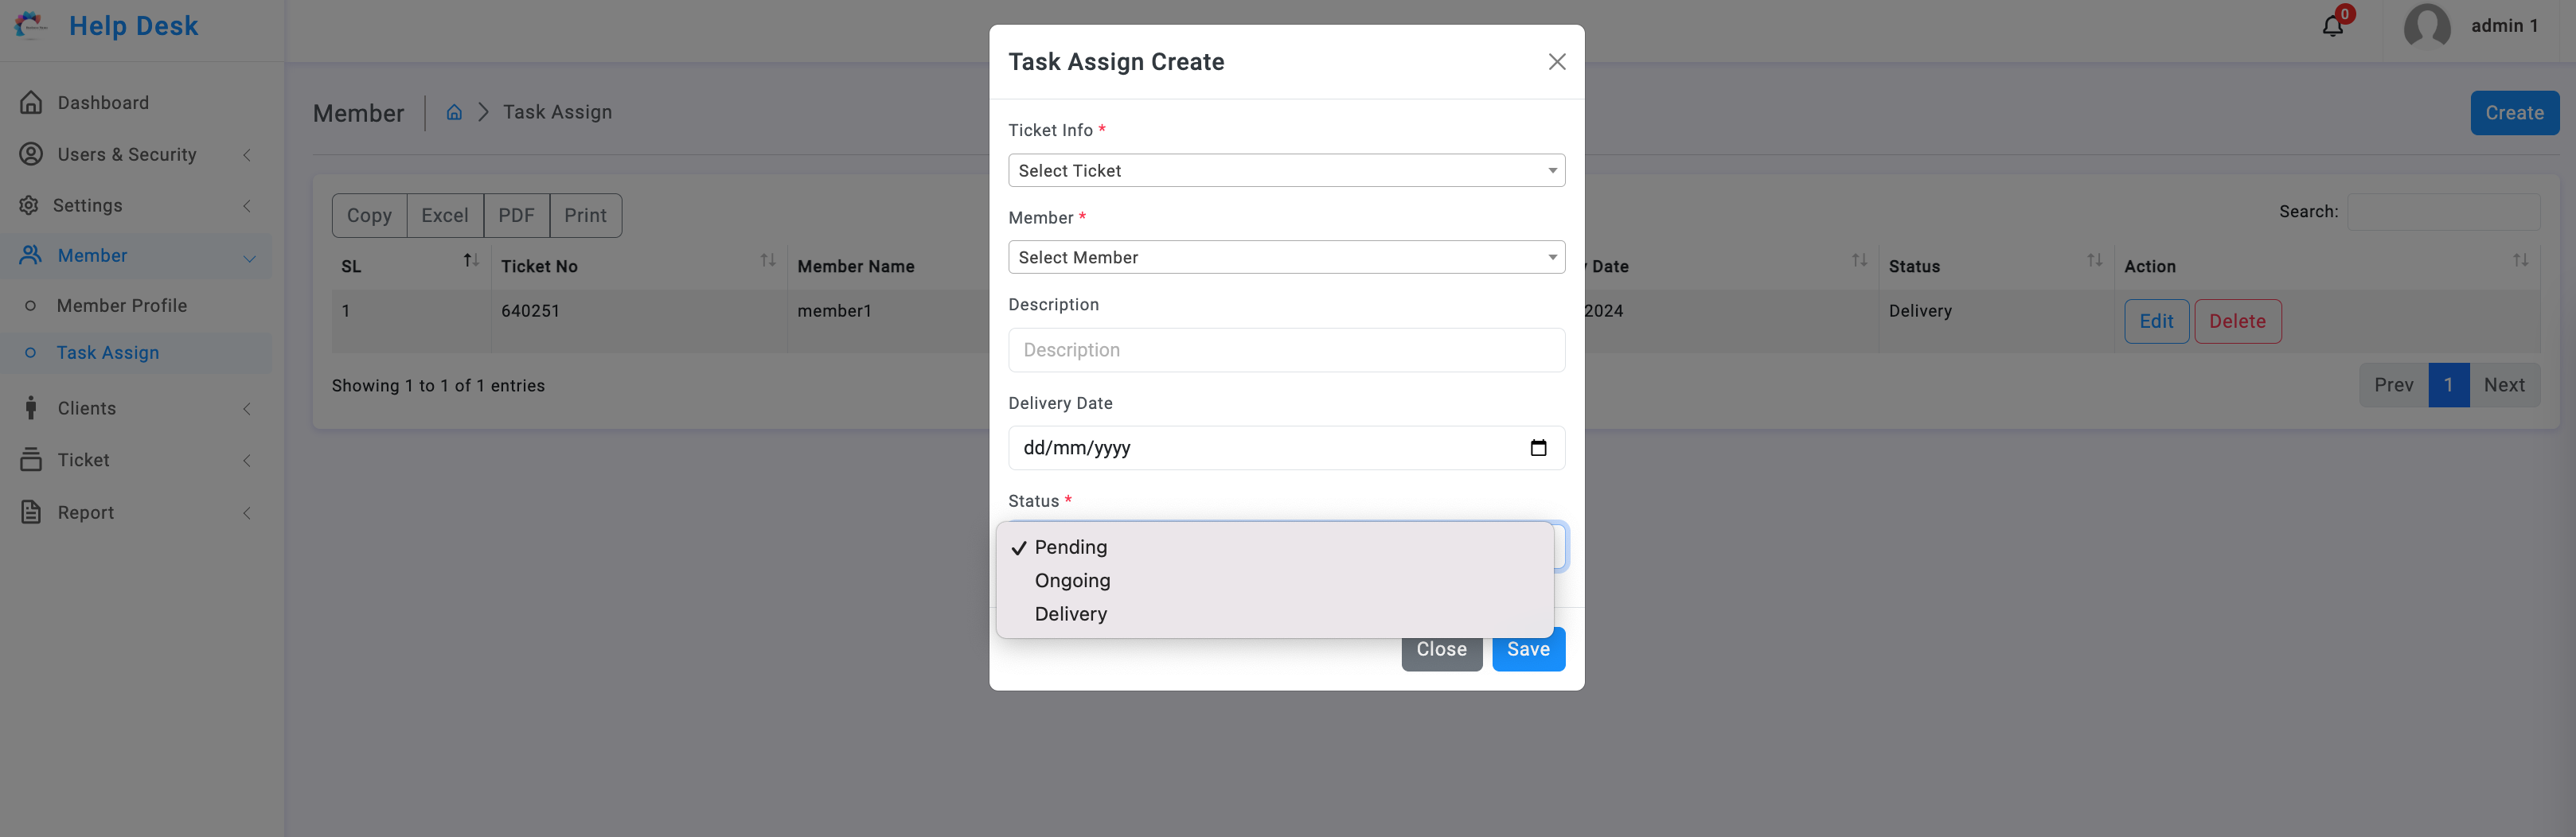 Help Desk
0
admin 1
Dashboard
Users & Security
Settings
Member
Member Profile
Task Assign
Clients
Ticket
Report
Member
Task Assign
Create
Copy Excel PDF Print
Search:
SL Ticket No Member Name Date Status Action
1 640251 member1 2024 Delivery Edit Delete
Showing 1 to 1 of 1 entries
Prev 1 Next
Task Assign Create
Ticket Info *
Select Ticket
Member *
Select Member
Description
Description
Delivery Date
dd/mm/yyyy
Status *
Pending
Ongoing
Delivery
Close Save